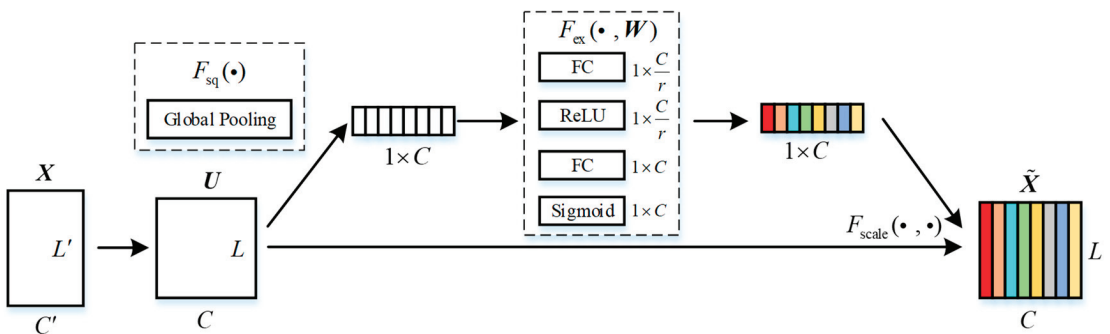 F_sq(•)
Global Pooling
X
L′
C′
U
L
C
1×C
F_ex(•, W)
FC 1×C/r
ReLU 1×C/r
FC 1×C
Sigmoid 1×C
1×C
F_scale(•, •)
X̃
L
C